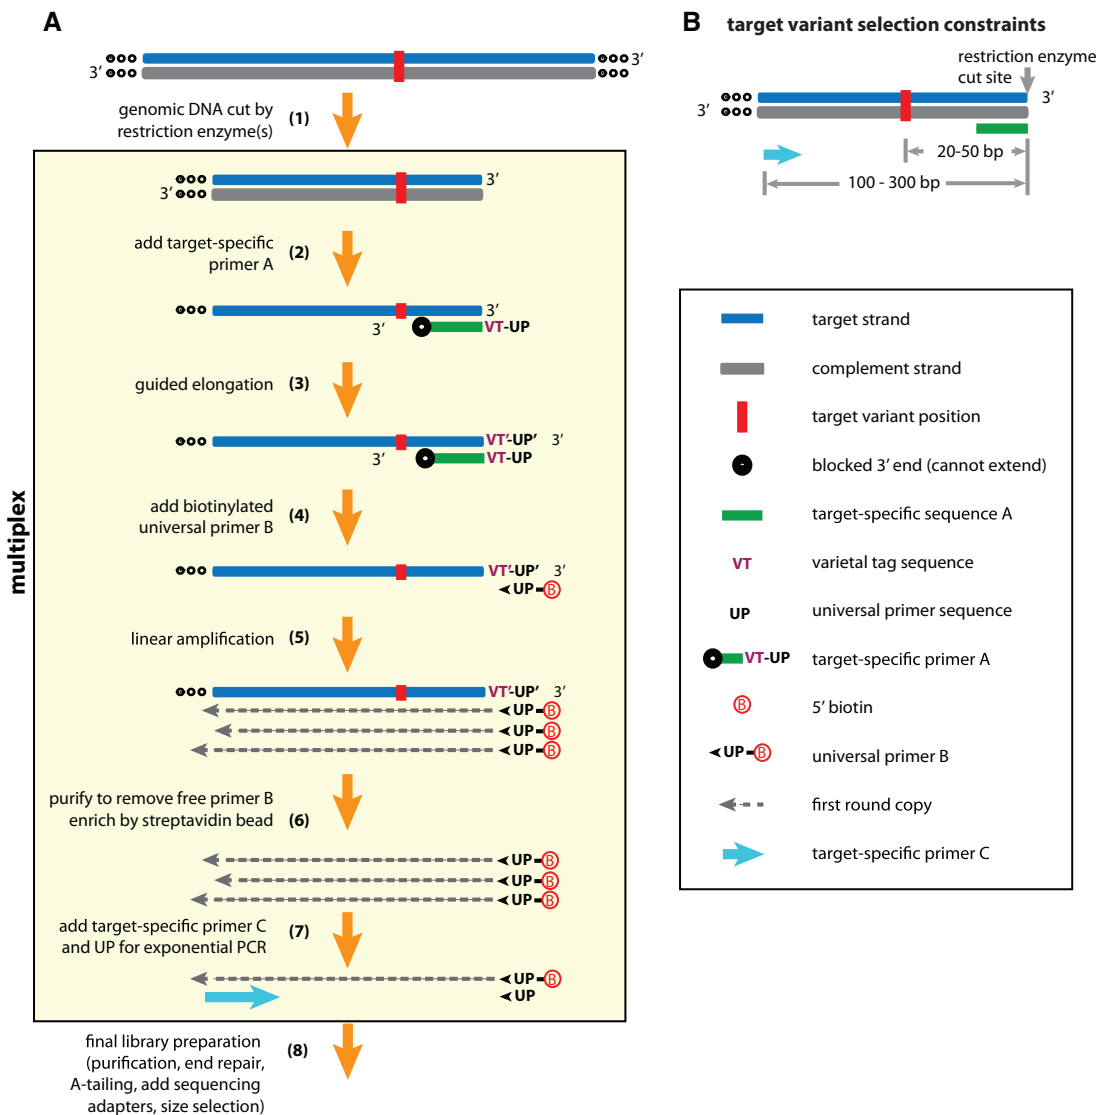 A
3′
3′
genomic DNA cut by
restriction enzyme(s)
(1)
multiplex
3′
3′
add target-specific
primer A
(2)
3′
3′
VT-UP
guided elongation
(3)
VT′-UP′ 3′
3′
VT-UP
add biotinylated
universal primer B
(4)
VT′-UP′ 3′
UP B
linear amplification
(5)
VT′-UP′ 3′
UP B
UP B
UP B
purify to remove free primer B
enrich by streptavidin bead
(6)
UP B
UP B
UP B
add target-specific primer C
and UP for exponential PCR
(7)
UP B
UP
final library preparation
(purification, end repair,
A-tailing, add sequencing
adapters, size selection)
(8)
B
target variant selection constraints
restriction enzyme
cut site
3′
3′
20-50 bp
100 - 300 bp
target strand
complement strand
target variant position
blocked 3′ end (cannot extend)
target-specific sequence A
VT varietal tag sequence
UP universal primer sequence
VT-UP target-specific primer A
B 5′ biotin
UP B universal primer B
first round copy
target-specific primer C